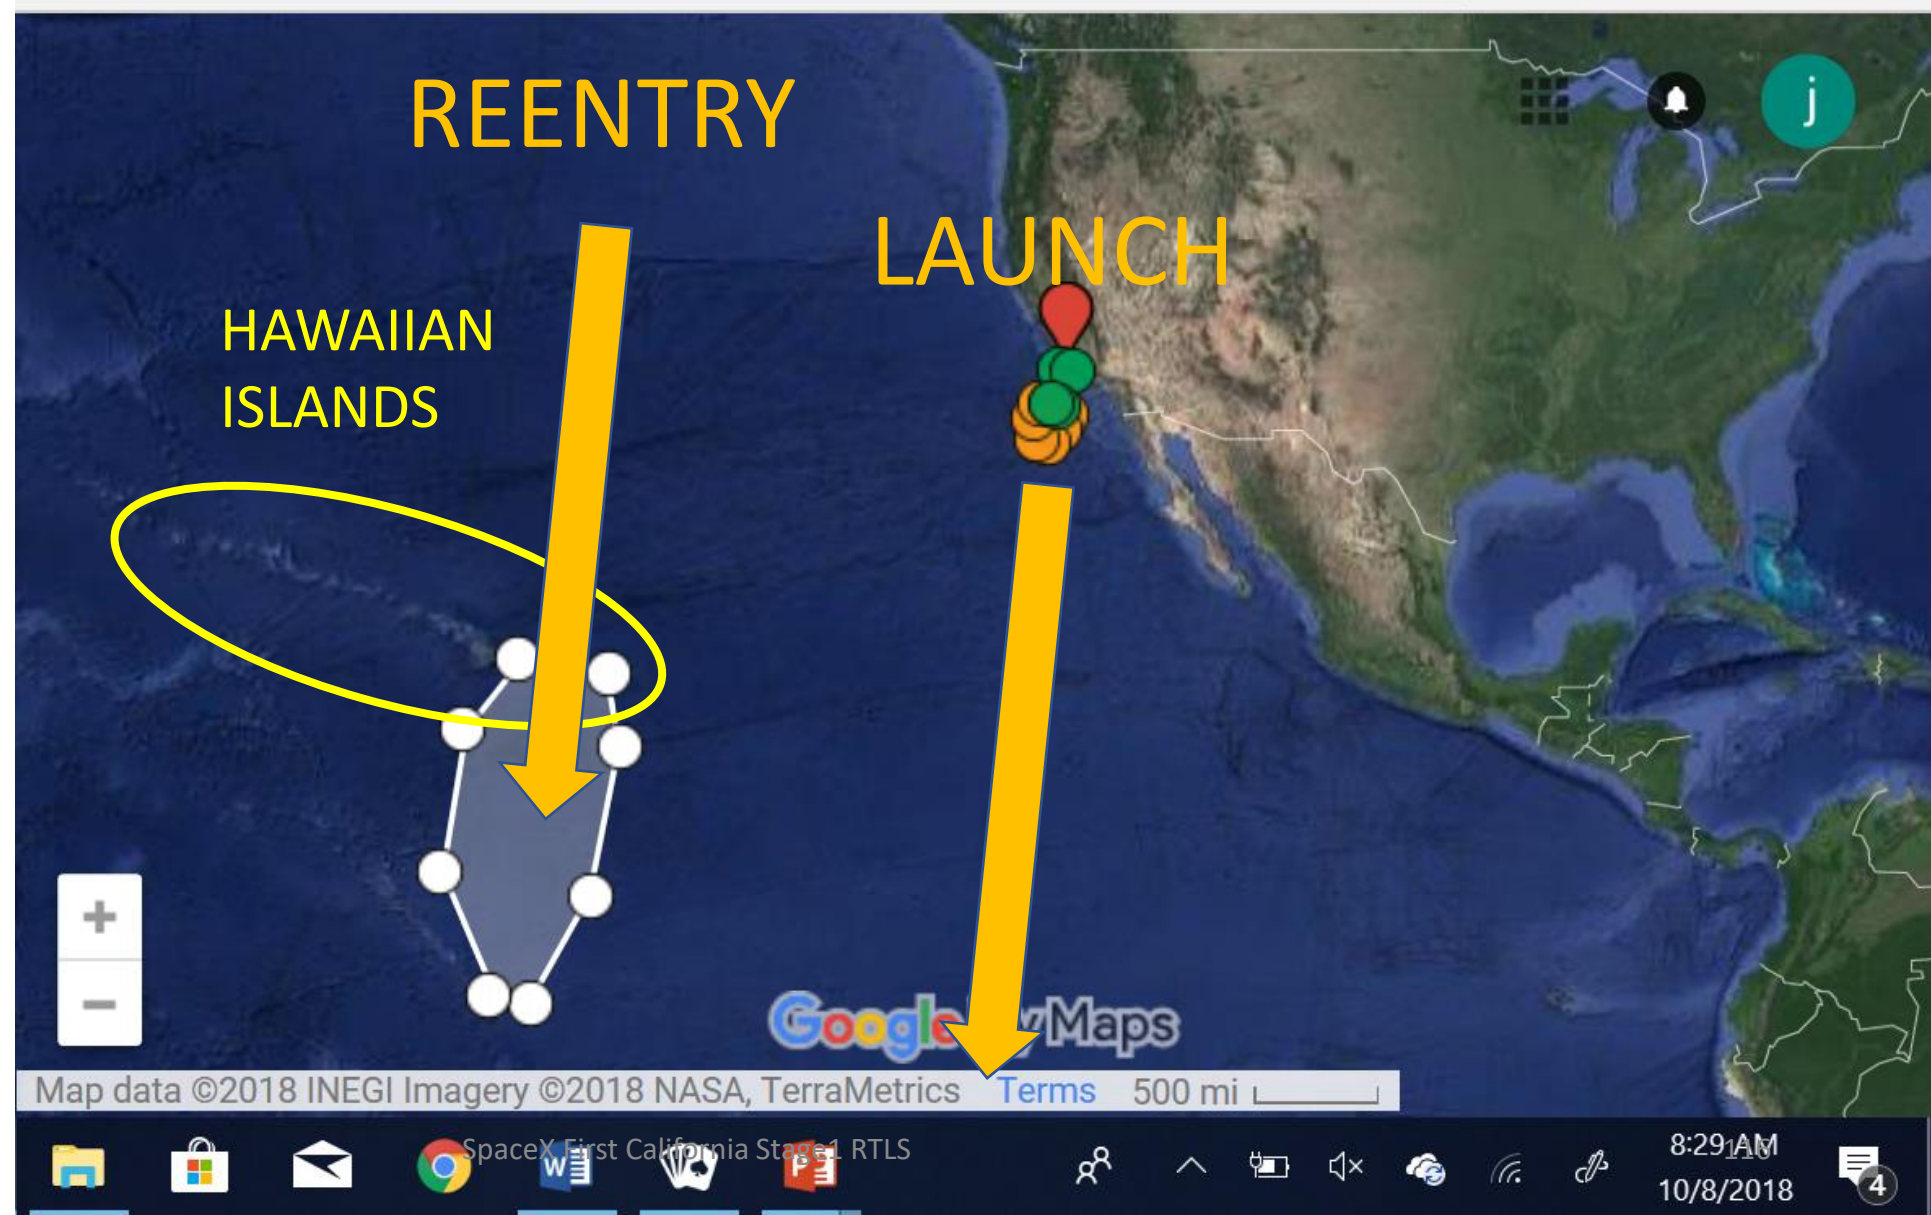 REENTRY
j
LAUNCH
HAWAIIAN
ISLANDS
+
−
Google My Maps
Map data ©2018 INEGI Imagery ©2018 NASA, TerraMetrics Terms 500 mi
SpaceX First California Stage1 RTLS
8:29 AM
116
10/8/2018
4